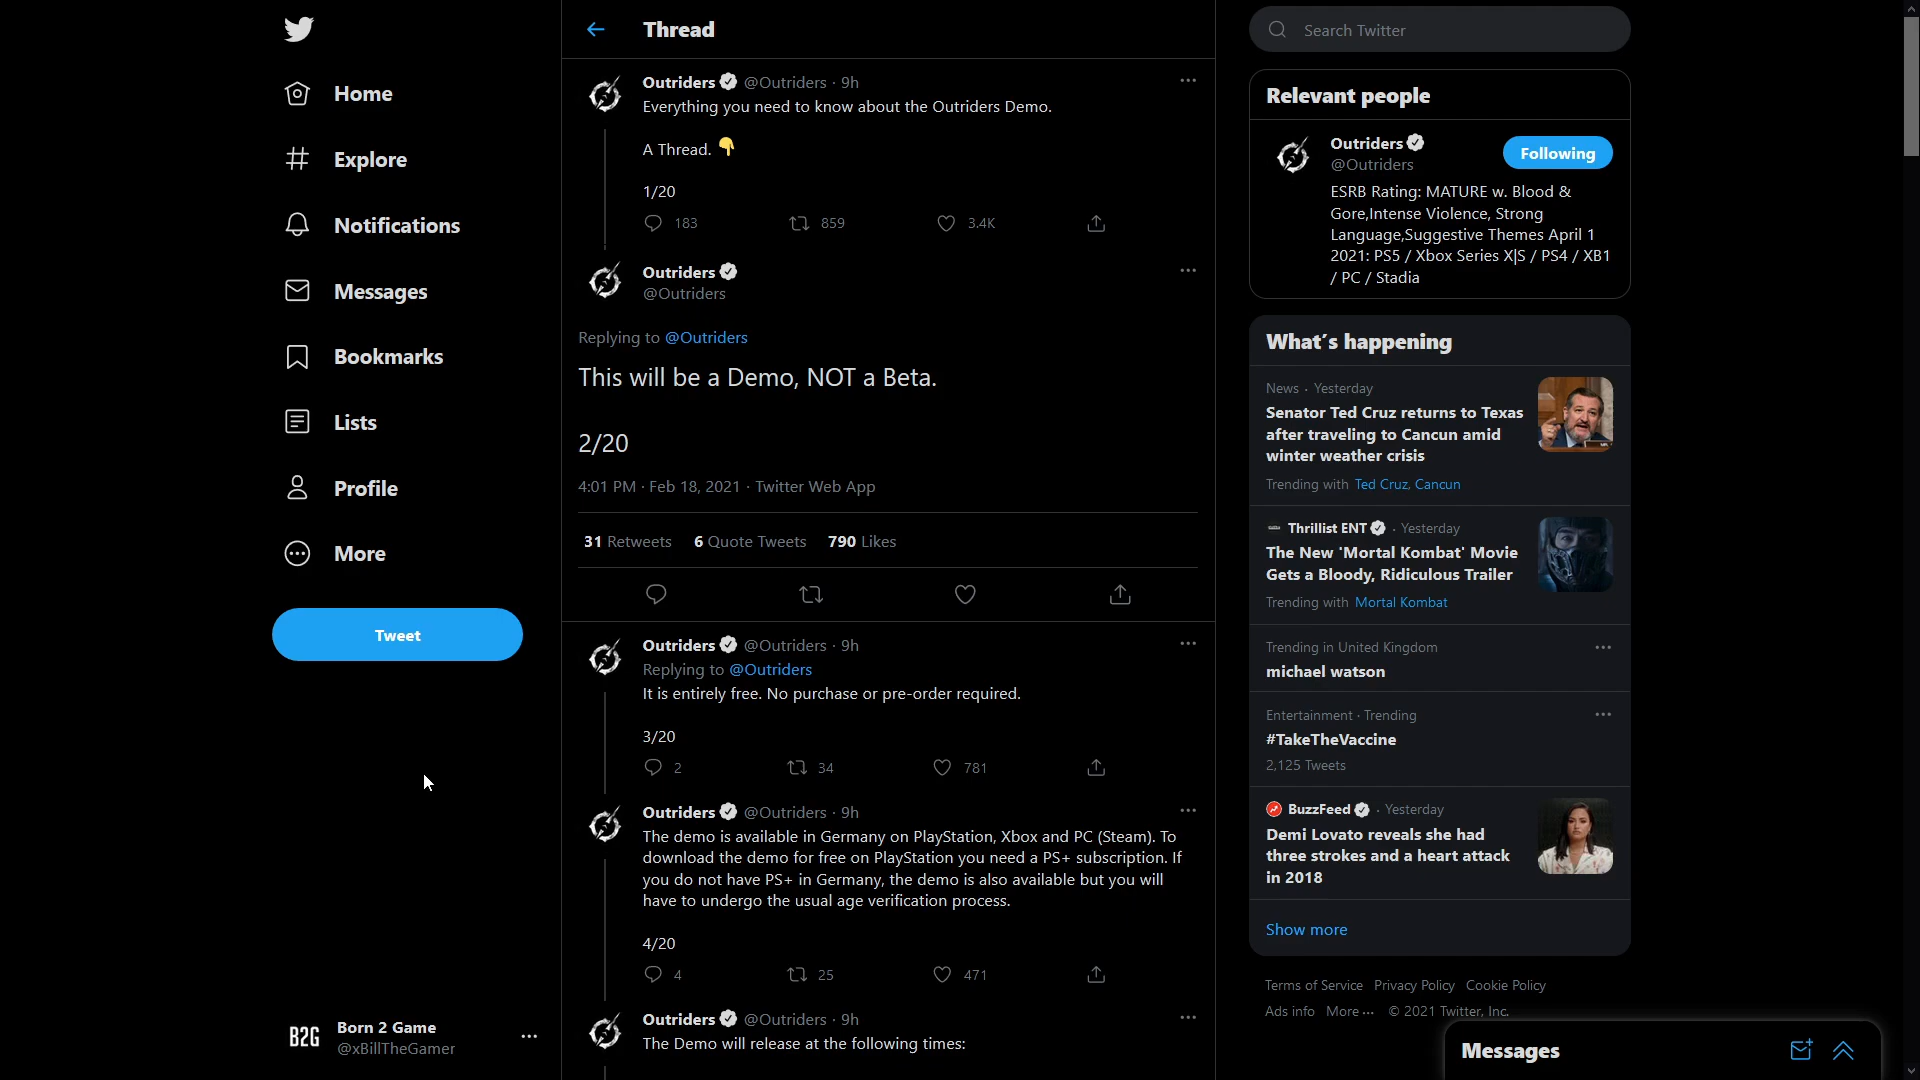 Home
Explore
Notifications
Messages
Bookmarks
Lists
Profile
More
Tweet
B2G
Born 2 Game
@xBillTheGamer
Thread
Outriders @Outriders · 9h
Everything you need to know about the Outriders Demo.
A Thread. 👇
1/20
183 859 3.4K
Outriders
@Outriders
Replying to @Outriders
This will be a Demo, NOT a Beta.
2/20
4:01 PM · Feb 18, 2021 · Twitter Web App
31 Retweets 6 Quote Tweets 790 Likes
Outriders @Outriders · 9h
Replying to @Outriders
It is entirely free. No purchase or pre-order required.
3/20
2 34 781
Outriders @Outriders · 9h
The demo is available in Germany on PlayStation, Xbox and PC (Steam). To
download the demo for free on PlayStation you need a PS+ subscription. If
you do not have PS+ in Germany, the demo is also available but you will
have to undergo the usual age verification process.
4/20
4 25 471
Outriders @Outriders · 9h
The Demo will release at the following times:
Search Twitter
Relevant people
Outriders
@Outriders
Following
ESRB Rating: MATURE w. Blood &
Gore,Intense Violence, Strong
Language,Suggestive Themes April 1
2021: PS5 / Xbox Series X|S / PS4 / XB1
/ PC / Stadia
What's happening
News · Yesterday
Senator Ted Cruz returns to Texas
after traveling to Cancun amid
winter weather crisis
Trending with Ted Cruz, Cancun
Thrillist ENT · Yesterday
The New 'Mortal Kombat' Movie
Gets a Bloody, Ridiculous Trailer
Trending with Mortal Kombat
Trending in United Kingdom
michael watson
Entertainment · Trending
#TakeTheVaccine
2,125 Tweets
BuzzFeed · Yesterday
Demi Lovato reveals she had
three strokes and a heart attack
in 2018
Show more
Terms of Service Privacy Policy Cookie Policy
Ads info More ··· © 2021 Twitter, Inc.
Messages